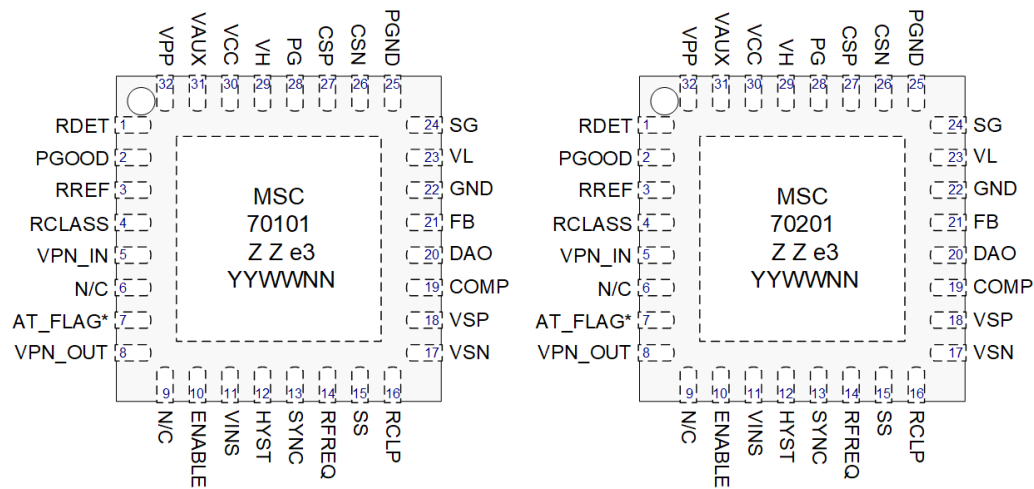 VPP VAUX VCC VH PG CSP CSN PGND
32 31 30 29 28 27 26 25
RDET 1
PGOOD 2
RREF 3
RCLASS 4
VPN_IN 5
N/C 6
AT_FLAG* 7
VPN_OUT 8
MSC
70101
Z Z e3
YYWWNN
24 SG
23 VL
22 GND
21 FB
20 DAO
19 COMP
18 VSP
17 VSN
9 10 11 12 13 14 15 16
N/C ENABLE VINS HYST SYNC RFREQ SS RCLP
VPP VAUX VCC VH PG CSP CSN PGND
32 31 30 29 28 27 26 25
RDET 1
PGOOD 2
RREF 3
RCLASS 4
VPN_IN 5
N/C 6
AT_FLAG* 7
VPN_OUT 8
MSC
70201
Z Z e3
YYWWNN
24 SG
23 VL
22 GND
21 FB
20 DAO
19 COMP
18 VSP
17 VSN
9 10 11 12 13 14 15 16
N/C ENABLE VINS HYST SYNC RFREQ SS RCLP